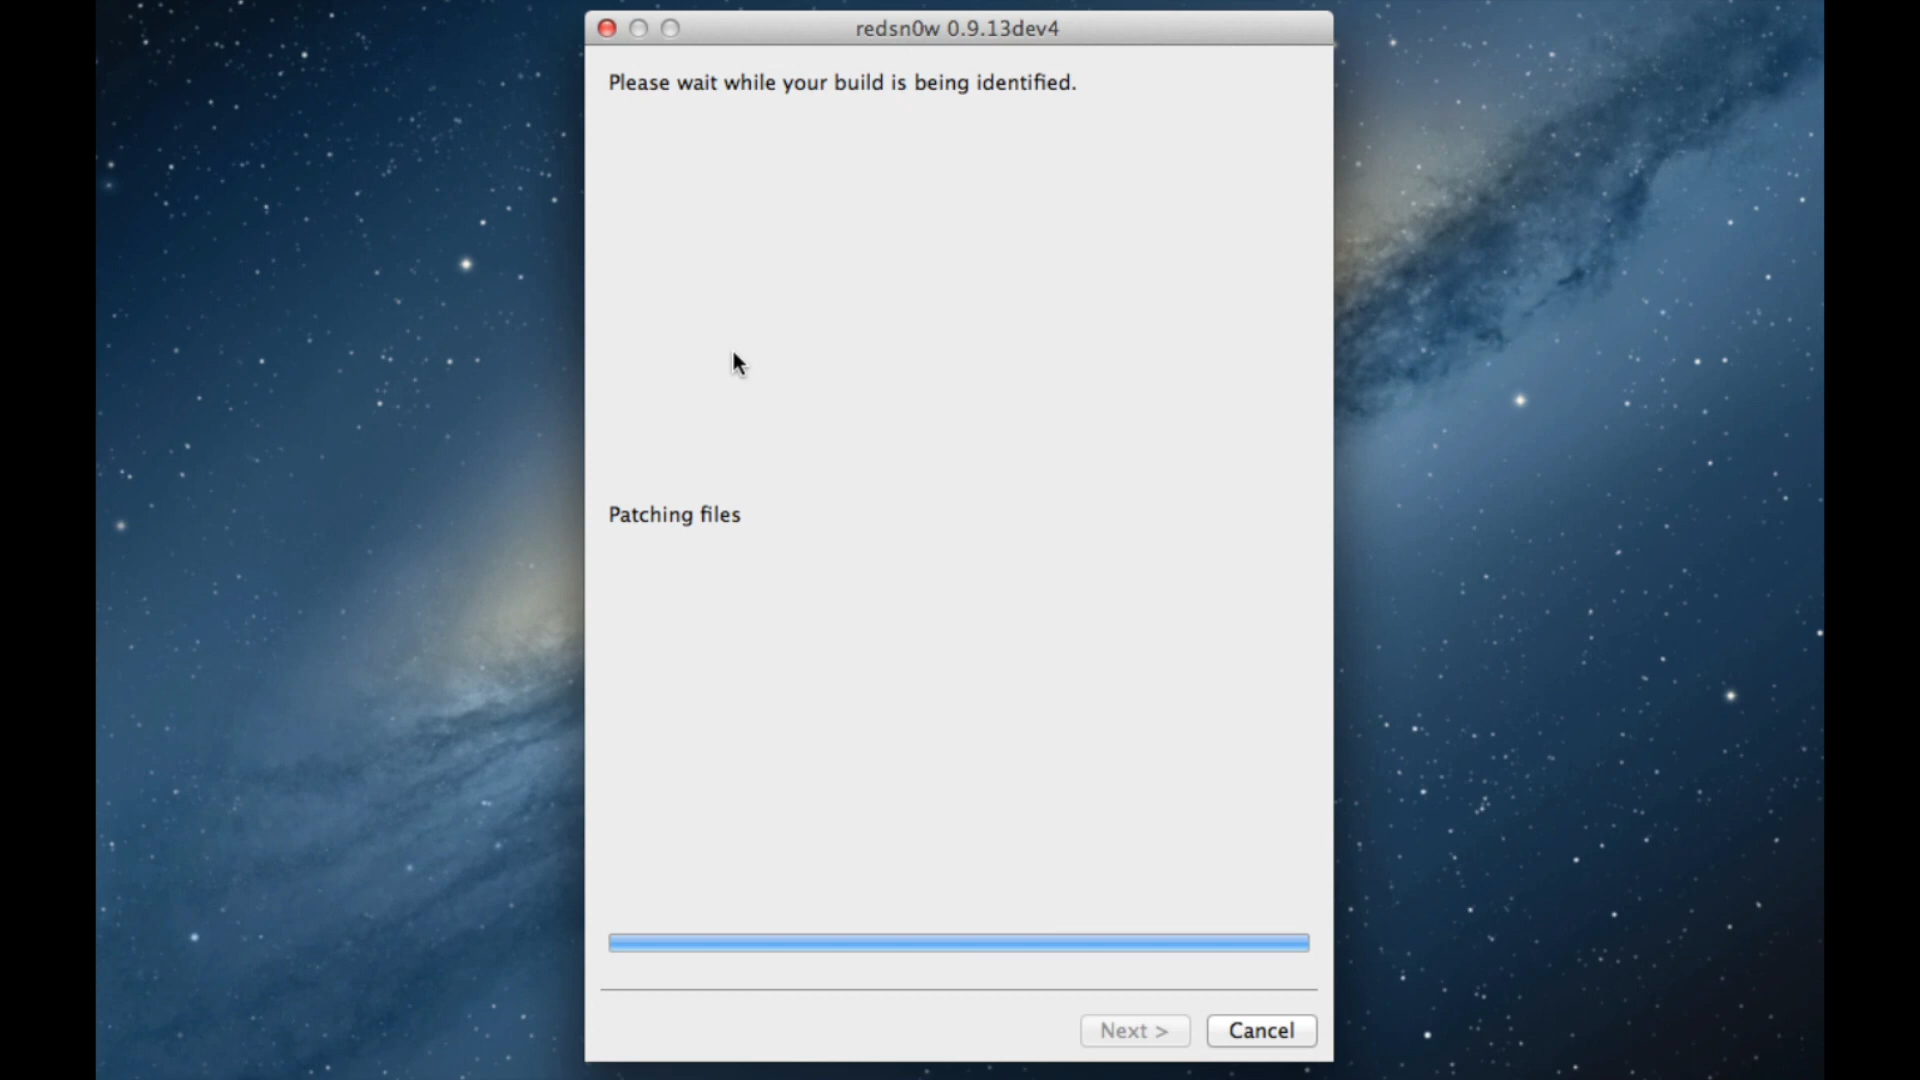 redsn0w 0.9.13dev4
Please wait while your build is being identified.
Patching files
Next >
Cancel